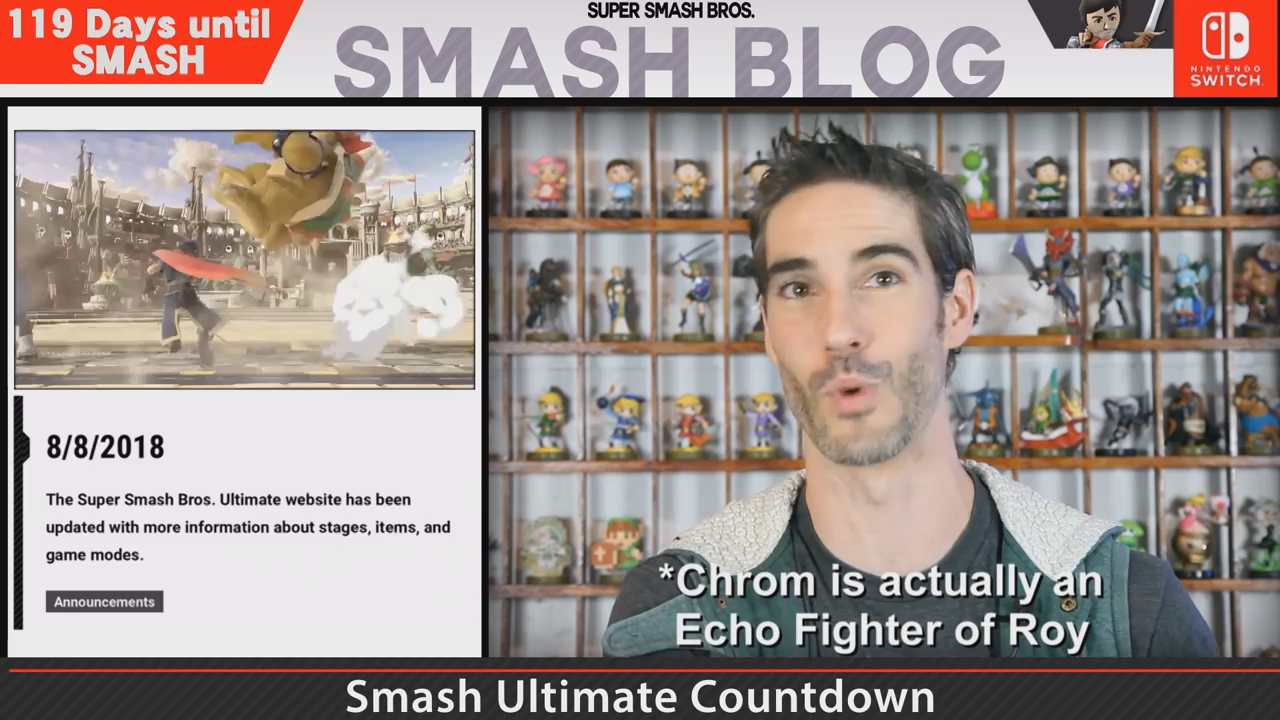 119 Days until
SMASH
SUPER SMASH BROS.
SMASH BLOG
NINTENDO
SWITCH
8/8/2018
The Super Smash Bros. Ultimate website has been
updated with more information about stages, items, and
game modes.
Announcements
*Chrom is actually an
Echo Fighter of Roy
Smash Ultimate Countdown